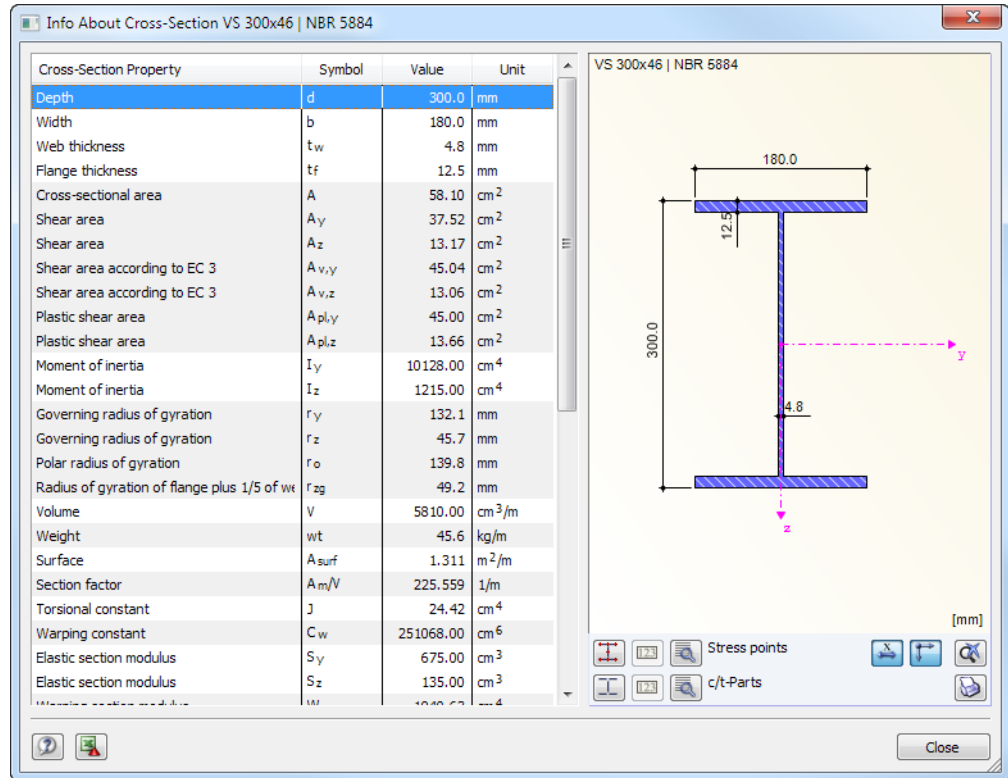 Info About Cross-Section VS 300x46 | NBR 5884
Cross-Section Property Symbol Value Unit
Depth d 300.0 mm
Width b 180.0 mm
Web thickness tw 4.8 mm
Flange thickness tf 12.5 mm
Cross-sectional area A 58.10 cm2
Shear area Ay 37.52 cm2
Shear area Az 13.17 cm2
Shear area according to EC 3 Av,y 45.04 cm2
Shear area according to EC 3 Av,z 13.06 cm2
Plastic shear area Apl,y 45.00 cm2
Plastic shear area Apl,z 13.66 cm2
Moment of inertia Iy 10128.00 cm4
Moment of inertia Iz 1215.00 cm4
Governing radius of gyration ry 132.1 mm
Governing radius of gyration rz 45.7 mm
Polar radius of gyration ro 139.8 mm
Radius of gyration of flange plus 1/5 of we rzg 49.2 mm
Volume V 5810.00 cm3/m
Weight wt 45.6 kg/m
Surface Asurf 1.311 m2/m
Section factor Am/V 225.559 1/m
Torsional constant J 24.42 cm4
Warping constant Cw 251068.00 cm6
Elastic section modulus Sy 675.00 cm3
Elastic section modulus Sz 135.00 cm3
VS 300x46 | NBR 5884
180.0
12.5
300.0
y
4.8
z
[mm]
123
Stress points
x
123
c/t-Parts
Close